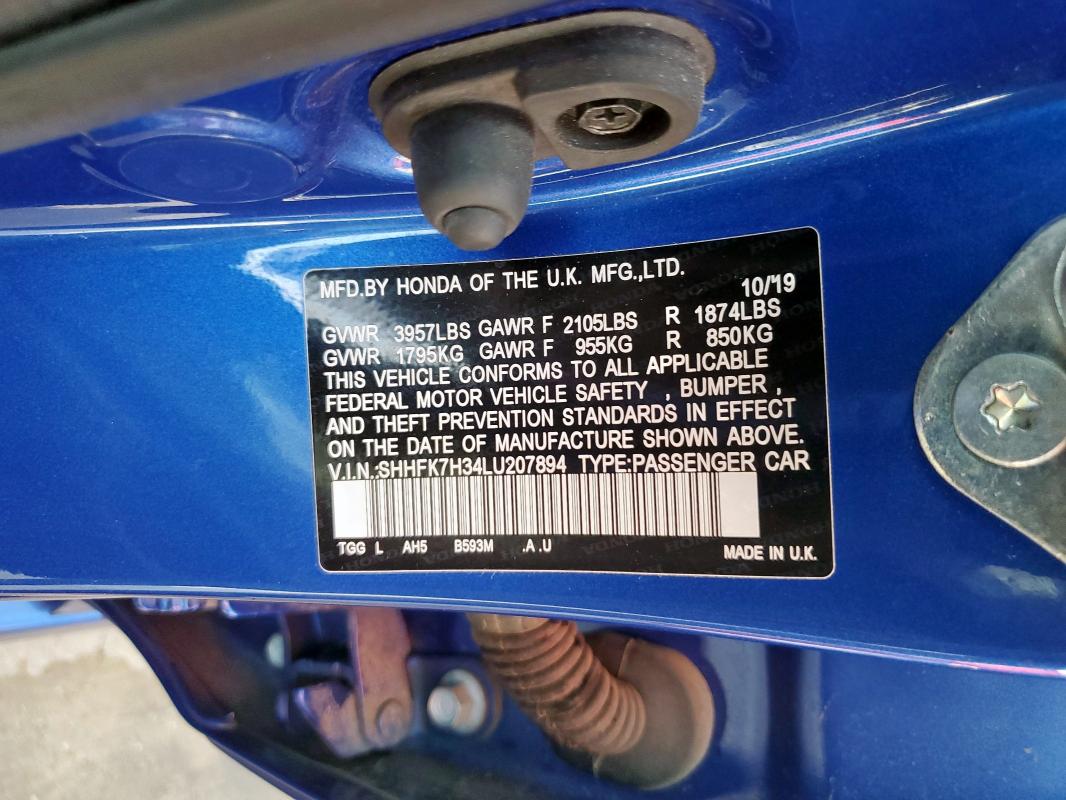 MFD.BY HONDA OF THE U.K. MFG.,LTD. 10/19
GVWR 3957LBS GAWR F 2105LBS R 1874LBS
GVWR 1795KG GAWR F 955KG R 850KG
THIS VEHICLE CONFORMS TO ALL APPLICABLE
FEDERAL MOTOR VEHICLE SAFETY , BUMPER ,
AND THEFT PREVENTION STANDARDS IN EFFECT
ON THE DATE OF MANUFACTURE SHOWN ABOVE.
V.I.N.:SHHFK7H34LU207894 TYPE:PASSENGER CAR
TGG L AH5 B593M .A .U MADE IN U.K.